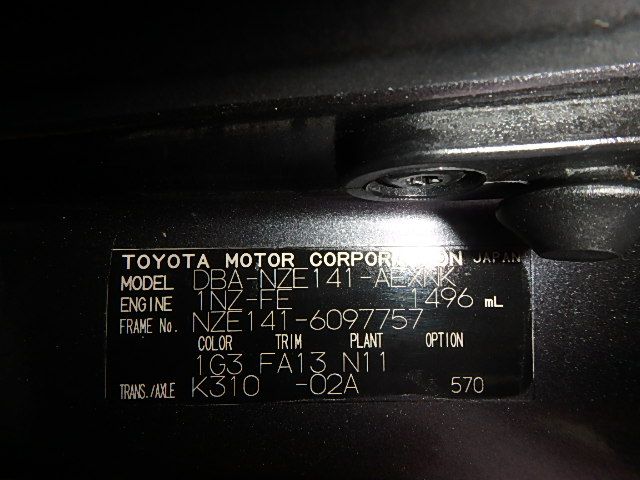 TOYOTA MOTOR CORPORATION JAPAN
MODEL DBA-NZE141-AEXNK
ENGINE 1NZ-FE 1496 mL
FRAME No. NZE141-6097757
COLOR TRIM PLANT OPTION
1G3 FA13 N11
TRANS./AXLE K310 -02A 570